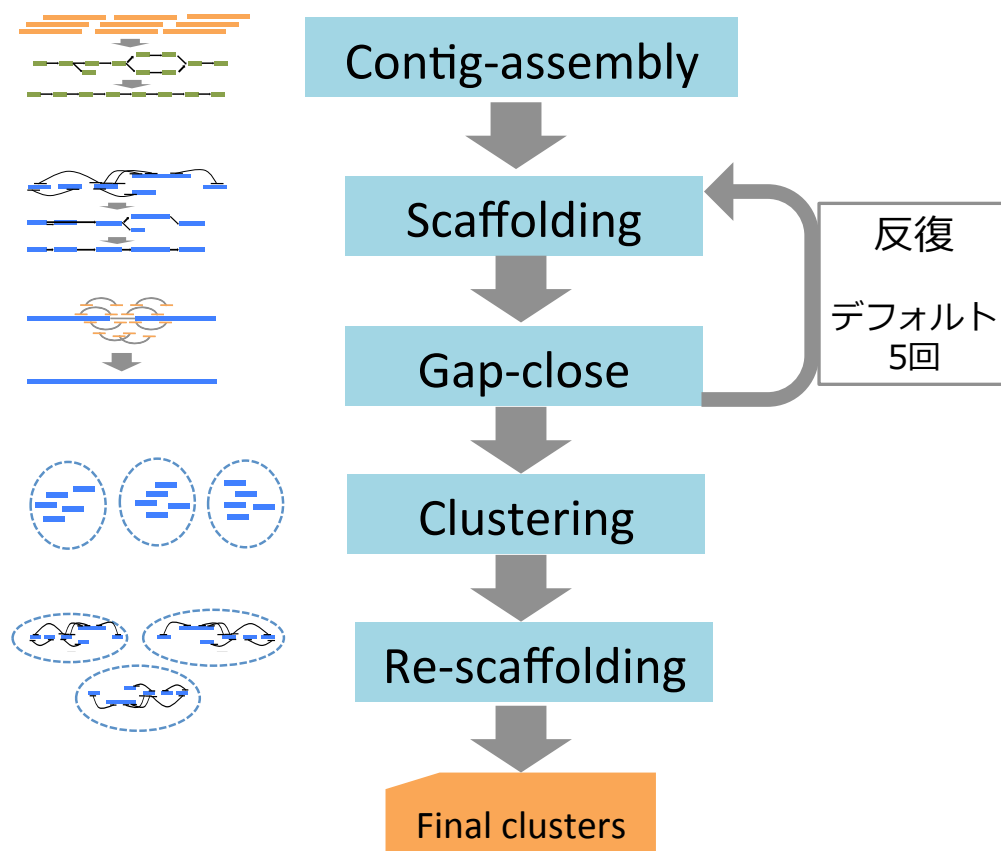 Contig-assembly
Scaffolding
反復
デフォルト
5回
Gap-close
Clustering
Re-scaffolding
Final clusters